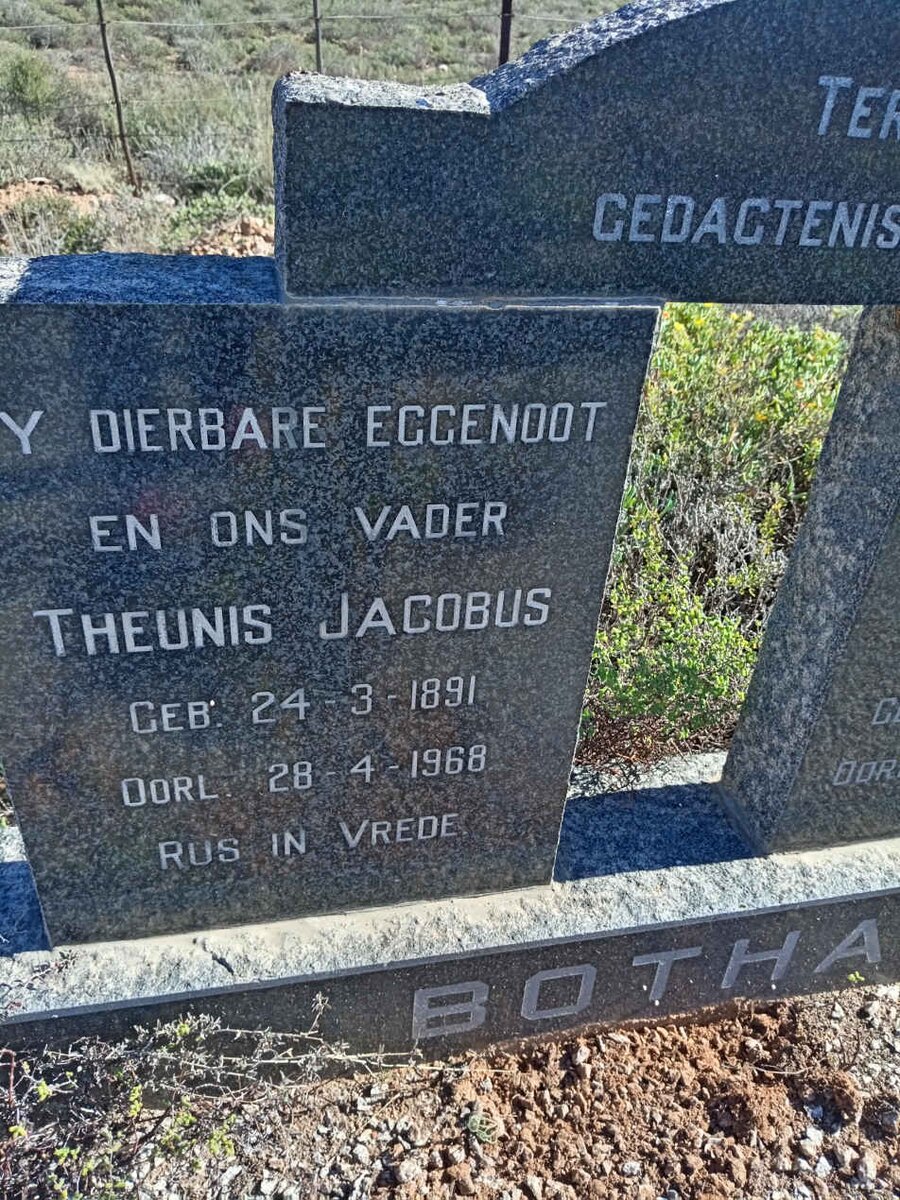 TER
GEDACTENIS
Y DIERBARE EGGENOOT
EN ONS VADER
THEUNIS JACOBUS
GEB. 24-3-1891
OORL. 28-4-1968
RUS IN VREDE
OOR
BOTHA